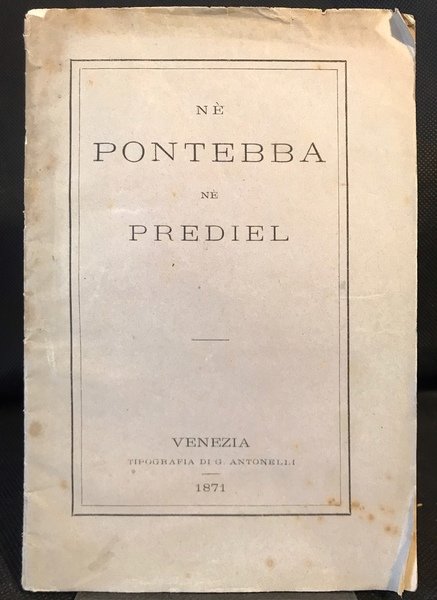 NÈ
PONTEBBA
NÈ
PREDIEL
VENEZIA
TIPOGRAFIA DI G. ANTONELLI
1871